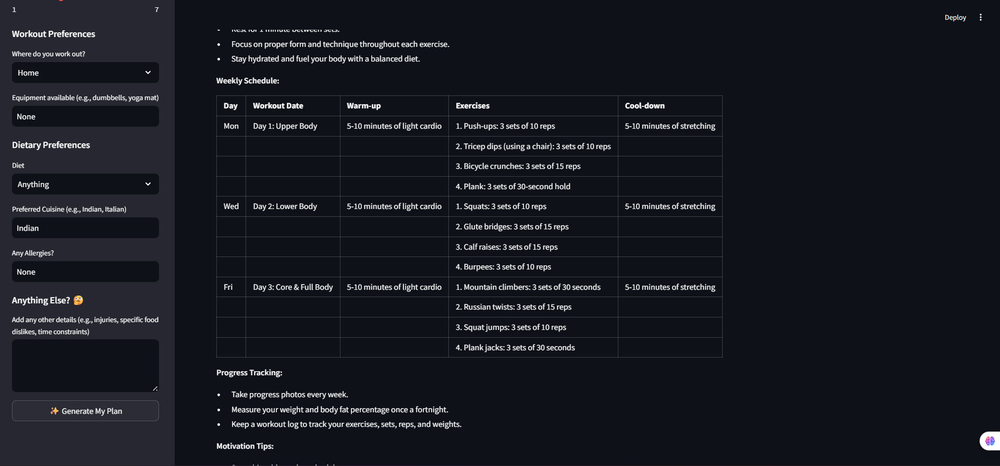 1 7
Workout Preferences
Where do you work out?
Home
Equipment available (e.g., dumbbells, yoga mat)
None
Dietary Preferences
Diet
Anything
Preferred Cuisine (e.g., Indian, Italian)
Indian
Any Allergies?
None
Anything Else? 🤔
Add any other details (e.g., injuries, specific food
dislikes, time constraints)
✨ Generate My Plan
Deploy
• Rest for 1 minute between sets.
• Focus on proper form and technique throughout each exercise.
• Stay hydrated and fuel your body with a balanced diet.
Weekly Schedule:
Day Workout Date Warm-up Exercises Cool-down
Mon Day 1: Upper Body 5-10 minutes of light cardio 1. Push-ups: 3 sets of 10 reps 5-10 minutes of stretching
2. Tricep dips (using a chair): 3 sets of 10 reps
3. Bicycle crunches: 3 sets of 15 reps
4. Plank: 3 sets of 30-second hold
Wed Day 2: Lower Body 5-10 minutes of light cardio 1. Squats: 3 sets of 10 reps 5-10 minutes of stretching
2. Glute bridges: 3 sets of 15 reps
3. Calf raises: 3 sets of 15 reps
4. Burpees: 3 sets of 10 reps
Fri Day 3: Core & Full Body 5-10 minutes of light cardio 1. Mountain climbers: 3 sets of 30 seconds 5-10 minutes of stretching
2. Russian twists: 3 sets of 15 reps
3. Squat jumps: 3 sets of 10 reps
4. Plank jacks: 3 sets of 30 seconds
Progress Tracking:
• Take progress photos every week.
• Measure your weight and body fat percentage once a fortnight.
• Keep a workout log to track your exercises, sets, reps, and weights.
Motivation Tips: